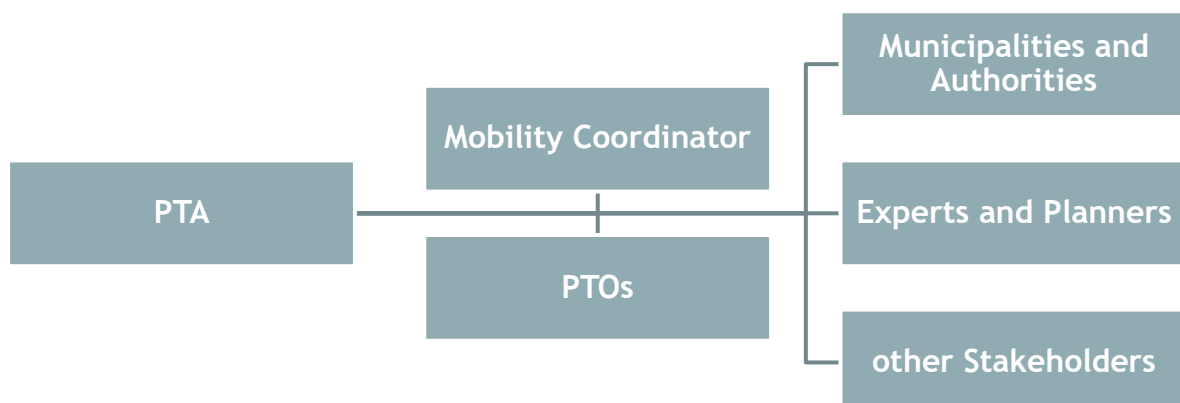 PTA
Mobility Coordinator
PTOs
Municipalities and
Authorities
Experts and Planners
other Stakeholders